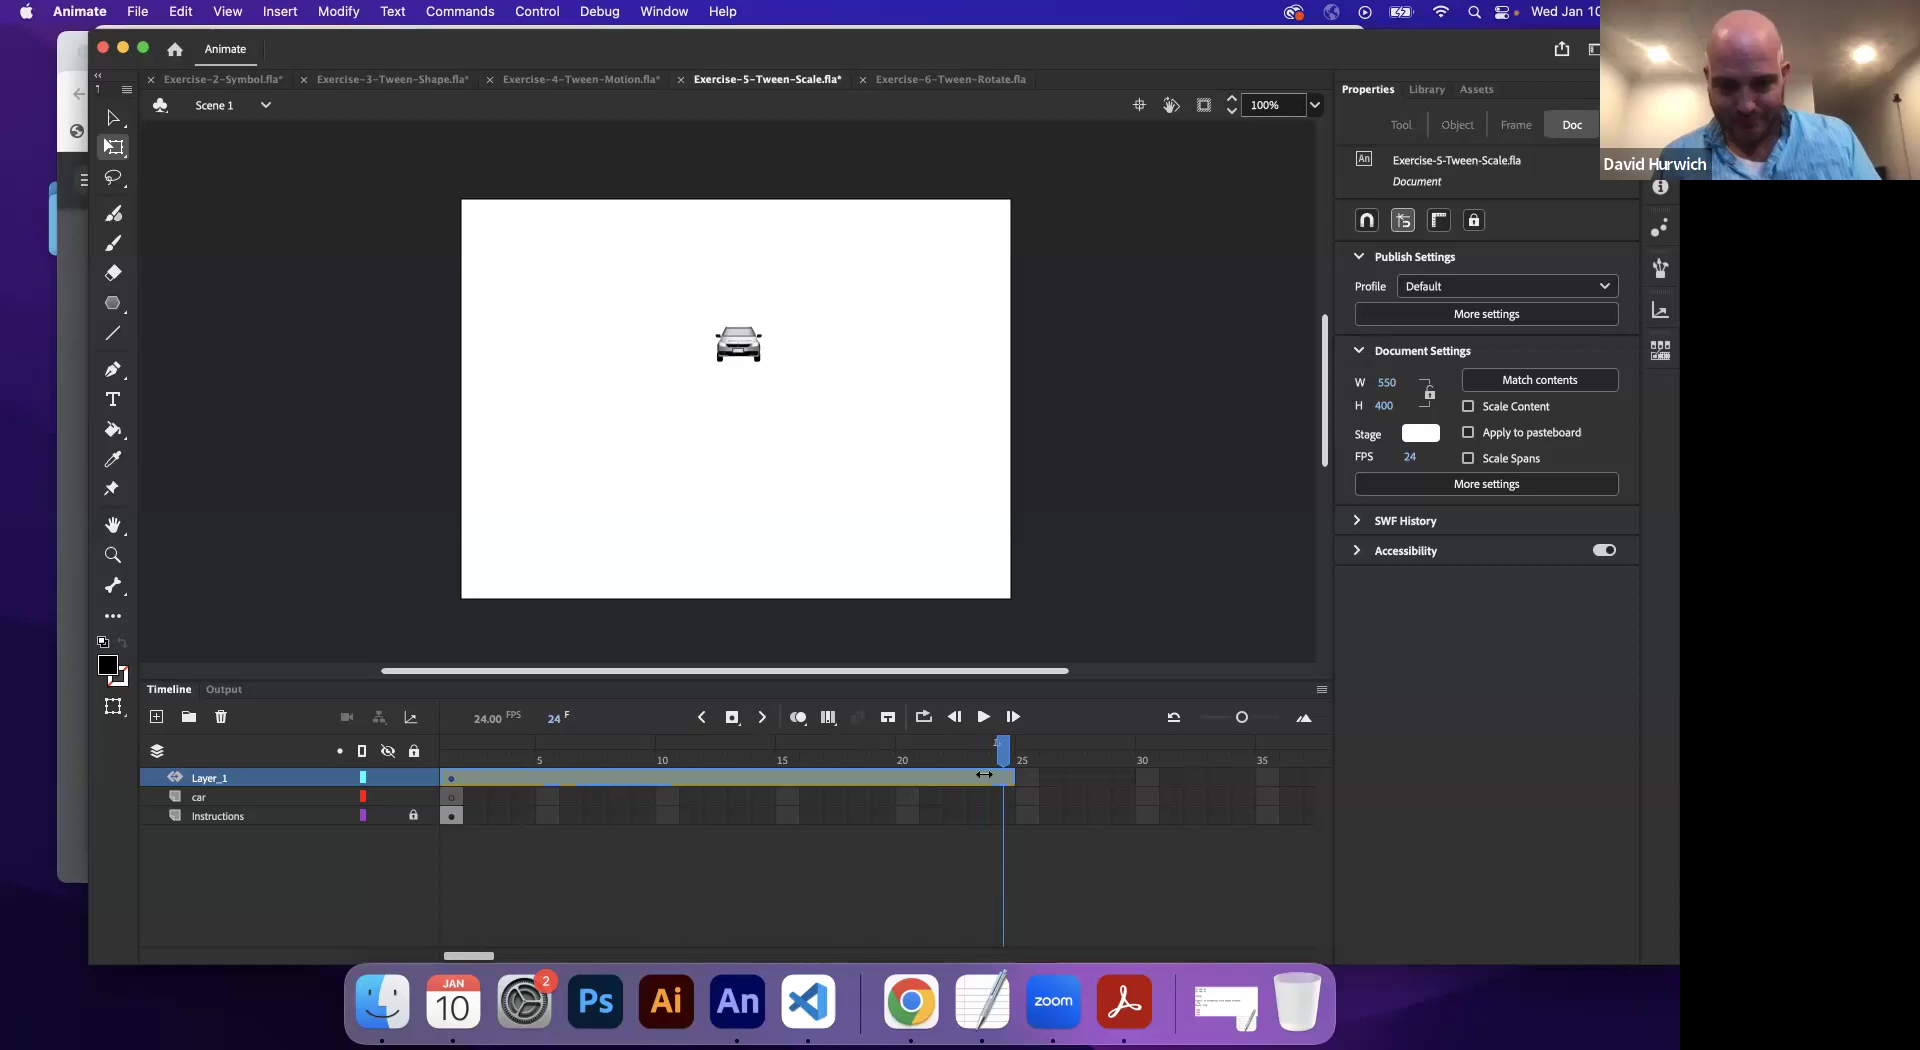 Animate File Edit View Insert Modify Text Commands Control Debug Window Help Wed Jan 10
Animate
Exercise-2-Symbol.fla* Exercise-3-Tween-Shape.fla* Exercise-4-Tween-Motion.fla* Exercise-5-Tween-Scale.fla* Exercise-6-Tween-Rotate.fla
Scene 1 100%
Properties Library Assets
Tool Object Frame Doc
An Exercise-5-Tween-Scale.fla
Document
David Hurwich
Publish Settings
Profile Default
More settings
Document Settings
W 550 Match contents
H 400 Scale Content
Stage Apply to pasteboard
FPS 24 Scale Spans
More settings
SWF History
Accessibility
Timeline Output
24.00 FPS 24 F
5 10 15 20 25 30 35
Layer_1
car
Instructions
JAN
10
2
Ps
Ai
An
zoom